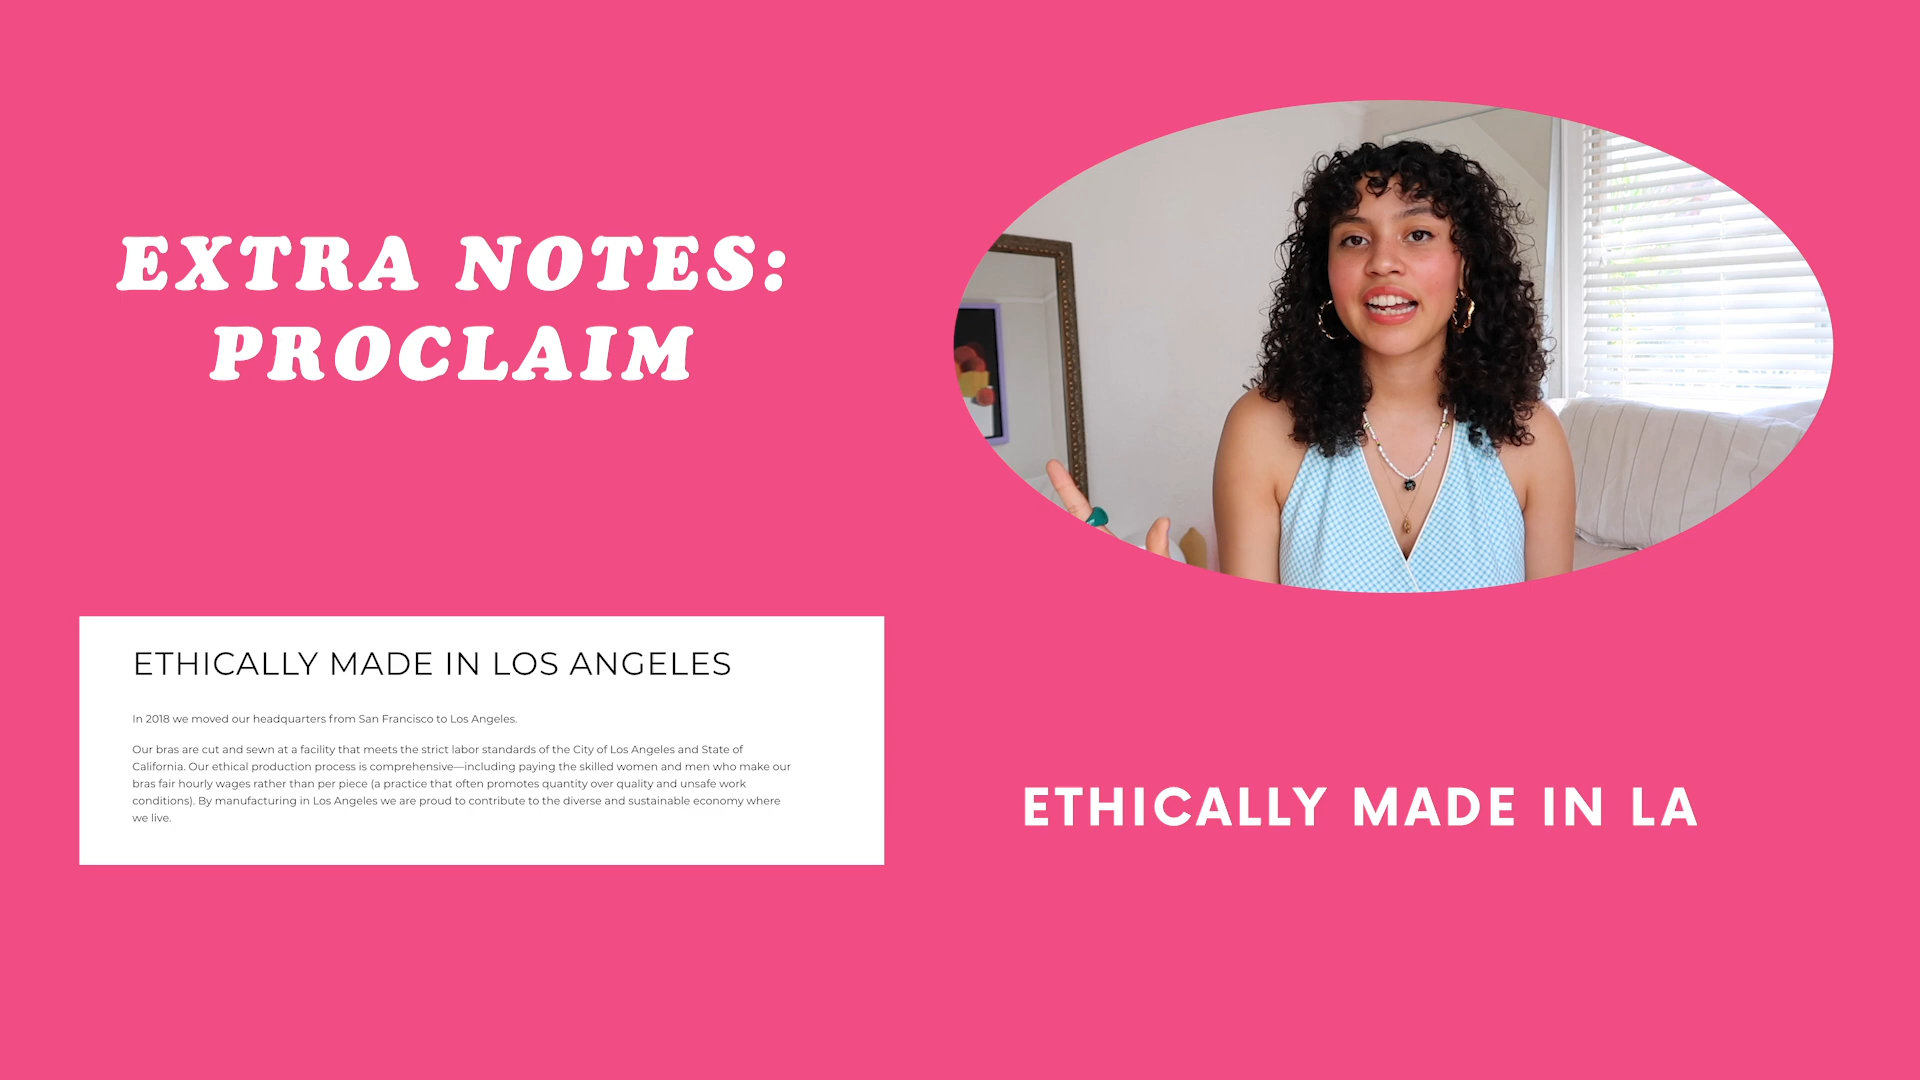 EXTRA NOTES:
PROCLAIM
ETHICALLY MADE IN LOS ANGELES
In 2018 we moved our headquarters from San Francisco to Los Angeles.
Our bras are cut and sewn at a facility that meets the strict labor standards of the City of Los Angeles and State of
California. Our ethical production process is comprehensive—including paying the skilled women and men who make our
bras fair hourly wages rather than per piece (a practice that often promotes quantity over quality and unsafe work
conditions). By manufacturing in Los Angeles we are proud to contribute to the diverse and sustainable economy where
we live.
ETHICALLY MADE IN LA